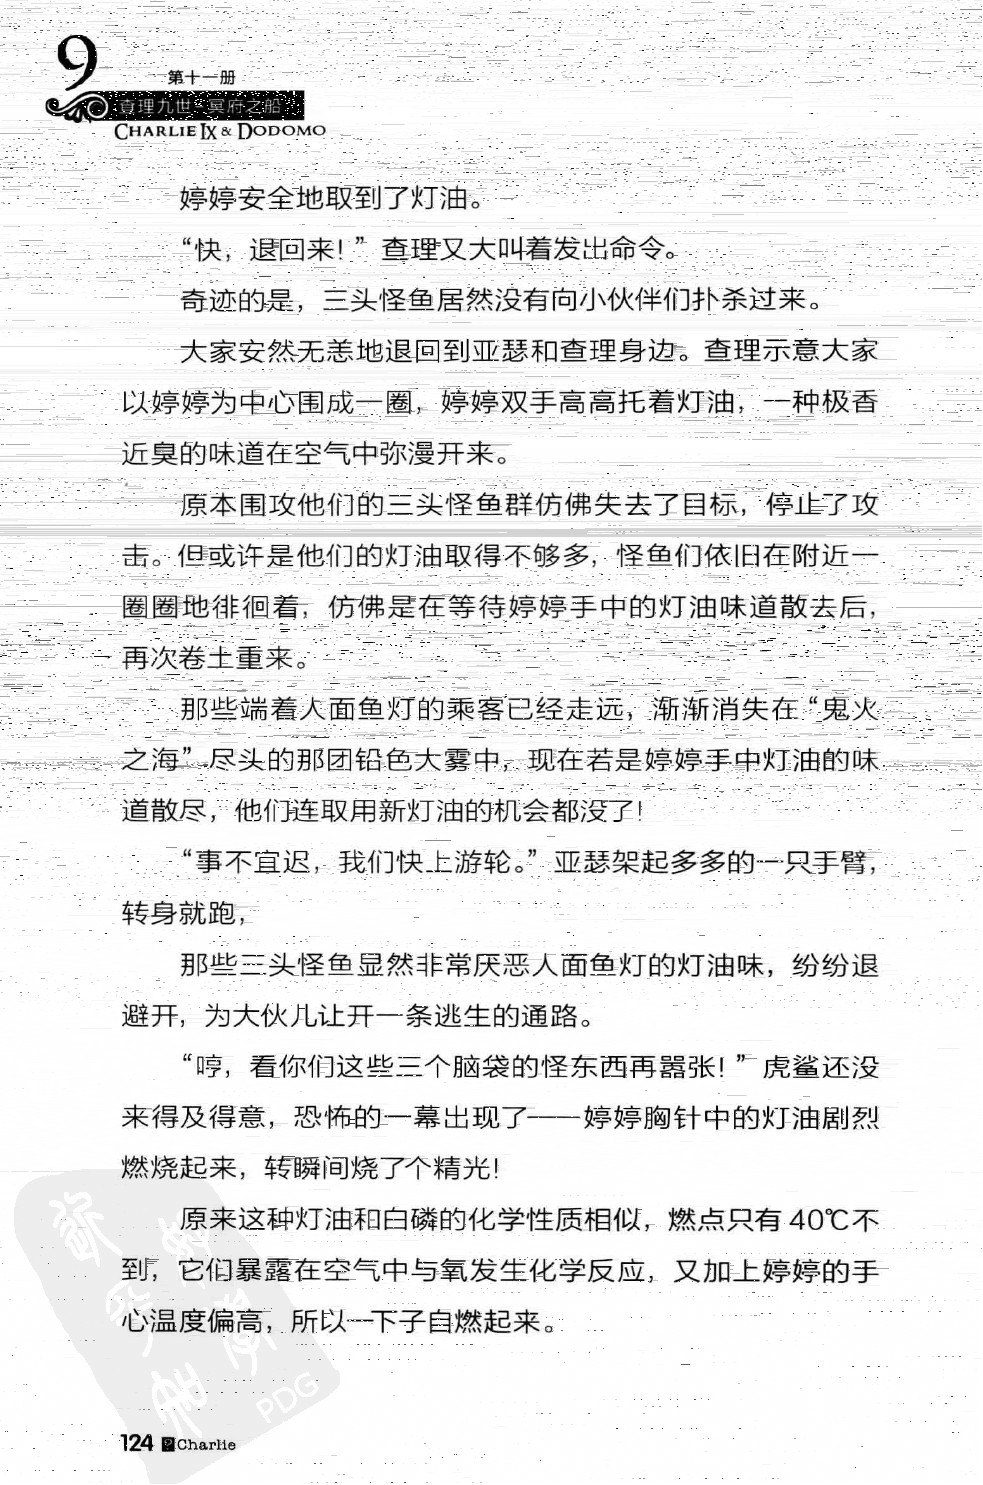 9
第十一册
查理九世·冥府之船
CHARLIE IX & DODOMO
婷婷安全地取到了灯油。
“快，退回来！” 查理又大叫着发出命令。
奇迹的是，三头怪鱼居然没有向小伙伴们扑杀过来。
大家安然无恙地退回到亚瑟和查理身边。查理示意大家
以婷婷为中心围成一圈，婷婷双手高高托着灯油，一种极香
近臭的味道在空气中弥漫开来。
原本围攻他们的三头怪鱼群仿佛失去了目标，停止了攻
击。但或许是他们的灯油取得不够多，怪鱼们依旧在附近一
圈圈地徘徊着，仿佛是在等待婷婷手中的灯油味道散去后，
再次卷土重来。
那些端着人面鱼灯的乘客已经走远，渐渐消失在“鬼火
之海”尽头的那团铅色大雾中，现在若是婷婷手中灯油的味
道散尽，他们连取用新灯油的机会都没了！
“事不宜迟，我们快上游轮。” 亚瑟架起多多的一只手臂，
转身就跑，
那些三头怪鱼显然非常厌恶人面鱼灯的灯油味，纷纷退
避开，为大伙儿让开一条逃生的通路。
“哼，看你们这些三个脑袋的怪东西再嚣张！” 虎鲨还没
来得及得意，恐怖的一幕出现了——婷婷胸针中的灯油剧烈
燃烧起来，转瞬间烧了个精光！
原来这种灯油和白磷的化学性质相似，燃点只有 40℃不
到，它们暴露在空气中与氧发生化学反应，又加上婷婷的手
心温度偏高，所以一下子自燃起来。
PDG
124 Charlie